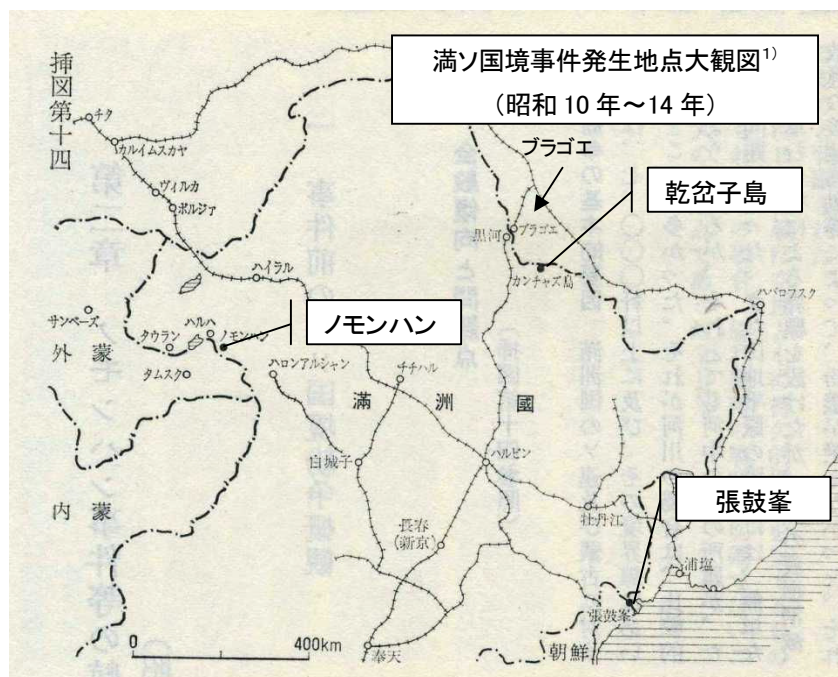 挿図第十四
満ソ国境事件発生地点大観図1)
(昭和10年～14年)
ブラゴエ
乾岔子島
チタ
カルイムスカヤ
ヴィルカ
ボルジァ
黒河
ブラゴエ
カンチャズ島
ハイラル
ハバロフスク
サンベーズ
ハルハ
ノモンハン
タウラン
外蒙
タムスク
ハロンアルシャン
チチハル
滿洲國
白城子
ハルビン
内蒙
牡丹江
張鼓峯
長春
(新京)
浦塩
張鼓峯
0
400km
奉天
朝鮮